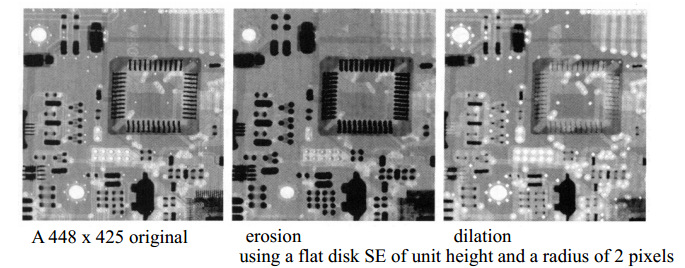 A 448 x 425 original
erosion
dilation
using a flat disk SE of unit height and a radius of 2 pixels